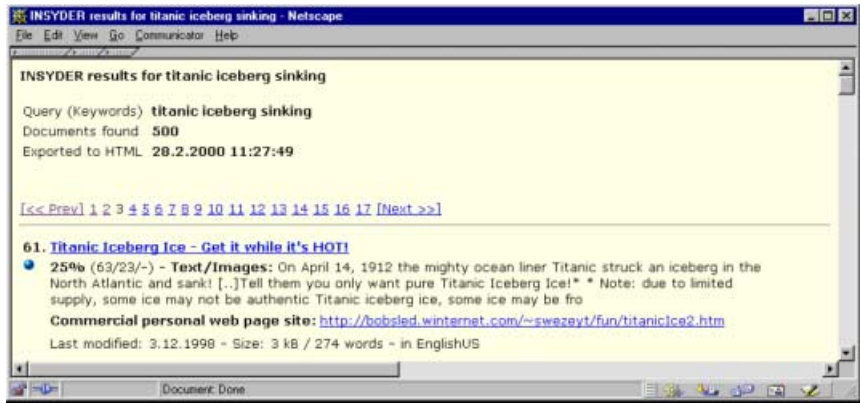 INSYDER results for titanic iceberg sinking - Netscape
File Edit View Go Communicator Help
INSYDER results for titanic iceberg sinking
Query (Keywords) titanic iceberg sinking
Documents found 500
Exported to HTML 28.2.2000 11:27:49
[<< Prev] 1 2 3 4 5 6 7 8 9 10 11 12 13 14 15 16 17 [Next >>]
61. Titanic Iceberg Ice - Get it while it's HOT!
25% (63/23/-) - Text/Images: On April 14, 1912 the mighty ocean liner Titanic struck an iceberg in the
North Atlantic and sank! [..]Tell them you only want pure Titanic Iceberg Ice!* * Note: due to limited
supply, some ice may not be authentic Titanic iceberg ice, some ice may be fro
Commercial personal web page site: http://bobsled.winternet.com/~swezeyt/fun/titanicIce2.htm
Last modified: 3.12.1998 - Size: 3 kB / 274 words - in EnglishUS
Document: Done